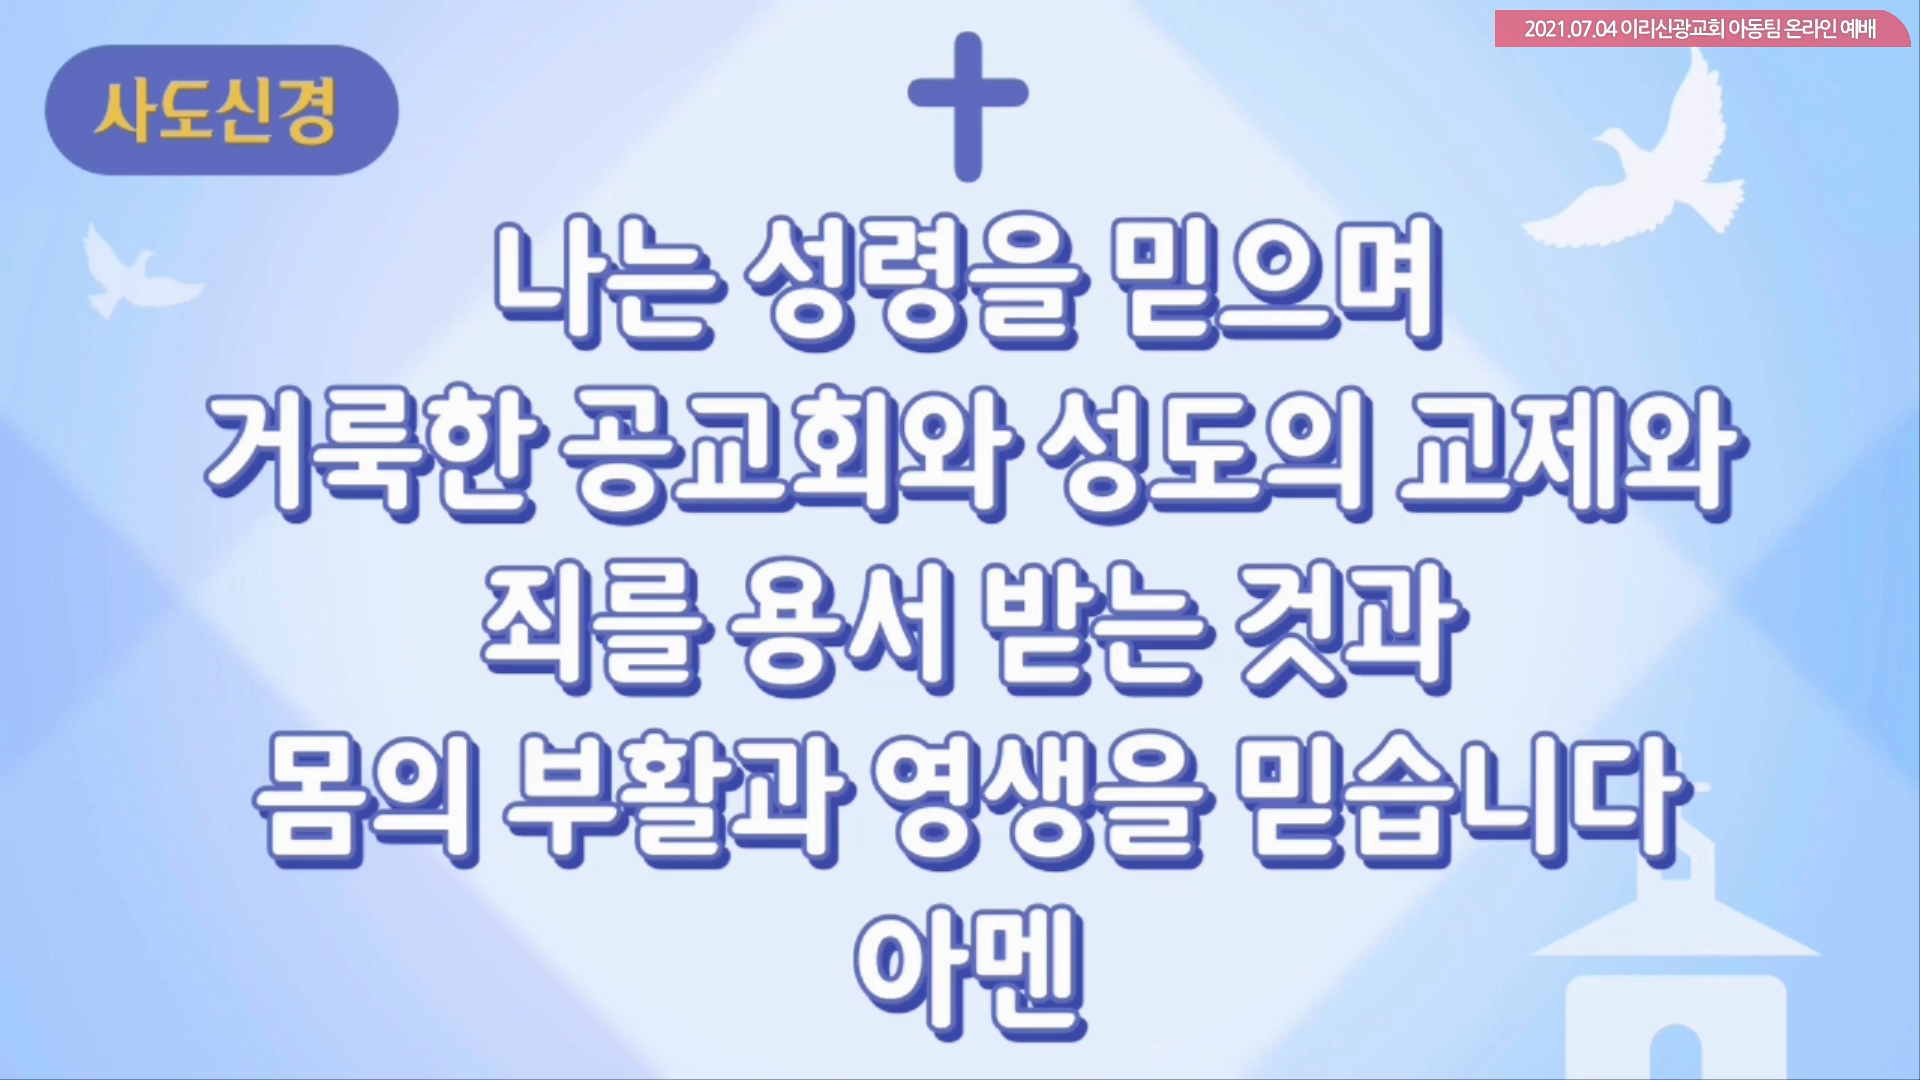 2021.07.04 이리신광교회 아동팀 온라인 예배
사도신경
나는 성령을 믿으며
거룩한 공교회와 성도의 교제와
죄를 용서 받는 것과
몸의 부활과 영생을 믿습니다
아멘